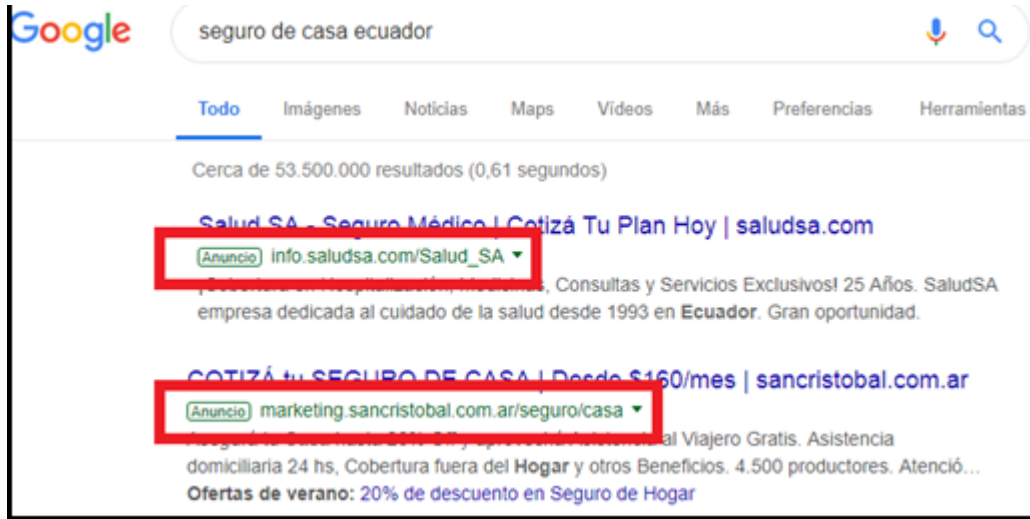 Google
seguro de casa ecuador
Todo Imágenes Noticias Maps Vídeos Más Preferencias Herramientas
Cerca de 53.500.000 resultados (0,61 segundos)
Salud SA - Seguro Médico | Cotizá Tu Plan Hoy | saludsa.com
Anuncio info.saludsa.com/Salud_SA
Consultas y Servicios Exclusivos! 25 Años. SaludSA
empresa dedicada al cuidado de la salud desde 1993 en Ecuador. Gran oportunidad.
COTIZÁ tu SEGURO DE CASA | Desde $160/mes | sancristobal.com.ar
Anuncio marketing.sancristobal.com.ar/seguro/casa
al Viajero Gratis. Asistencia
domiciliaria 24 hs, Cobertura fuera del Hogar y otros Beneficios. 4.500 productores. Atenció...
Ofertas de verano: 20% de descuento en Seguro de Hogar